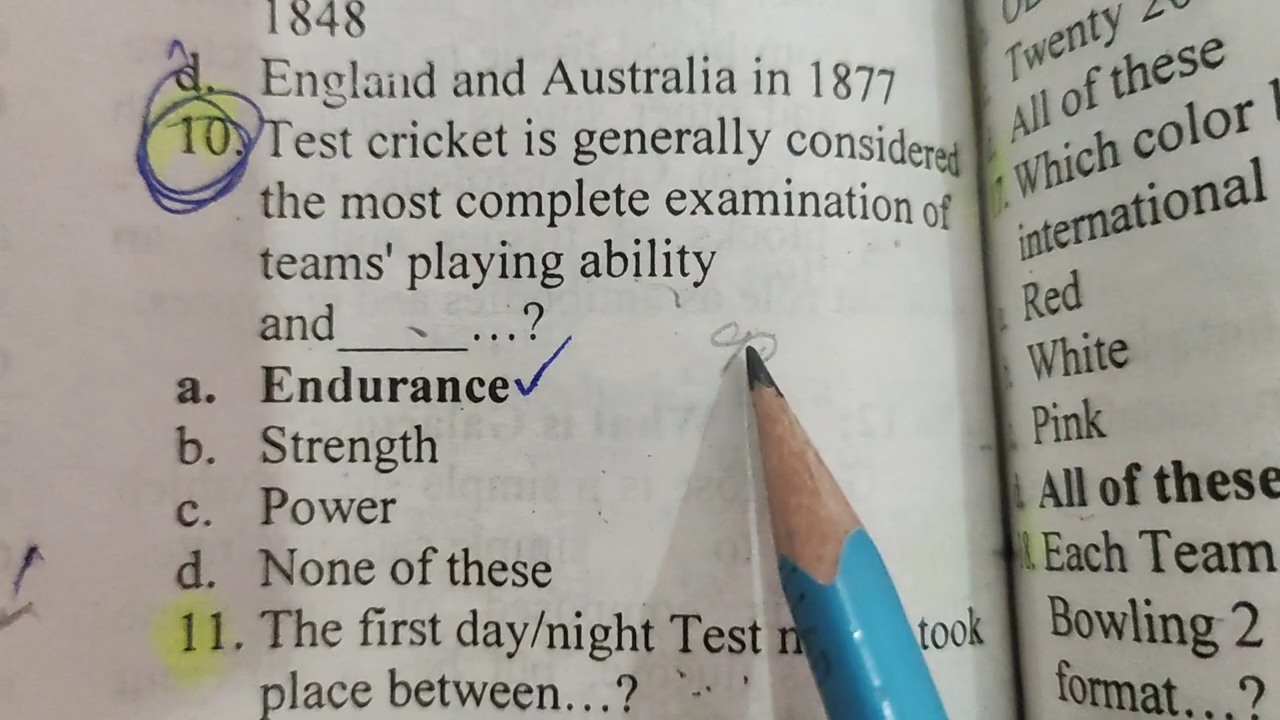 1848
d. England and Australia in 1877
10. Test cricket is generally considered
the most complete examination of
teams' playing ability
and ______ ...?
a. Endurance
b. Strength
c. Power
d. None of these
11. The first day/night Test took
place between...?
Twenty
All of these
Which color
international
Red
White
Pink
All of these
Each Team
Bowling 2
format...?